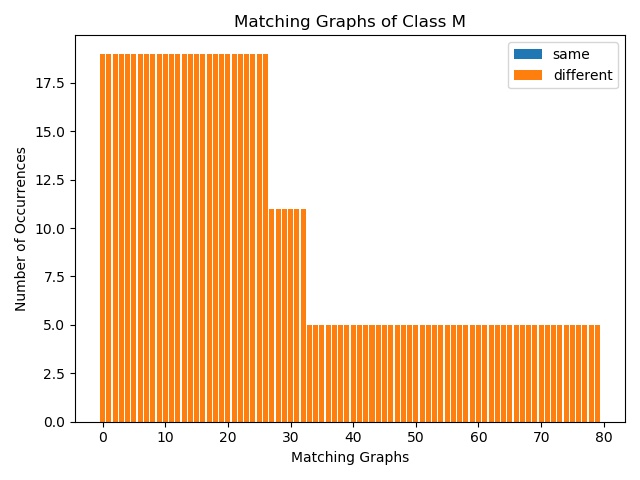 Matching Graphs of Class M
same
different
Number of Occurrences
17.5
15.0
12.5
10.0
7.5
5.0
2.5
0.0
0 10 20 30 40 50 60 70 80
Matching Graphs